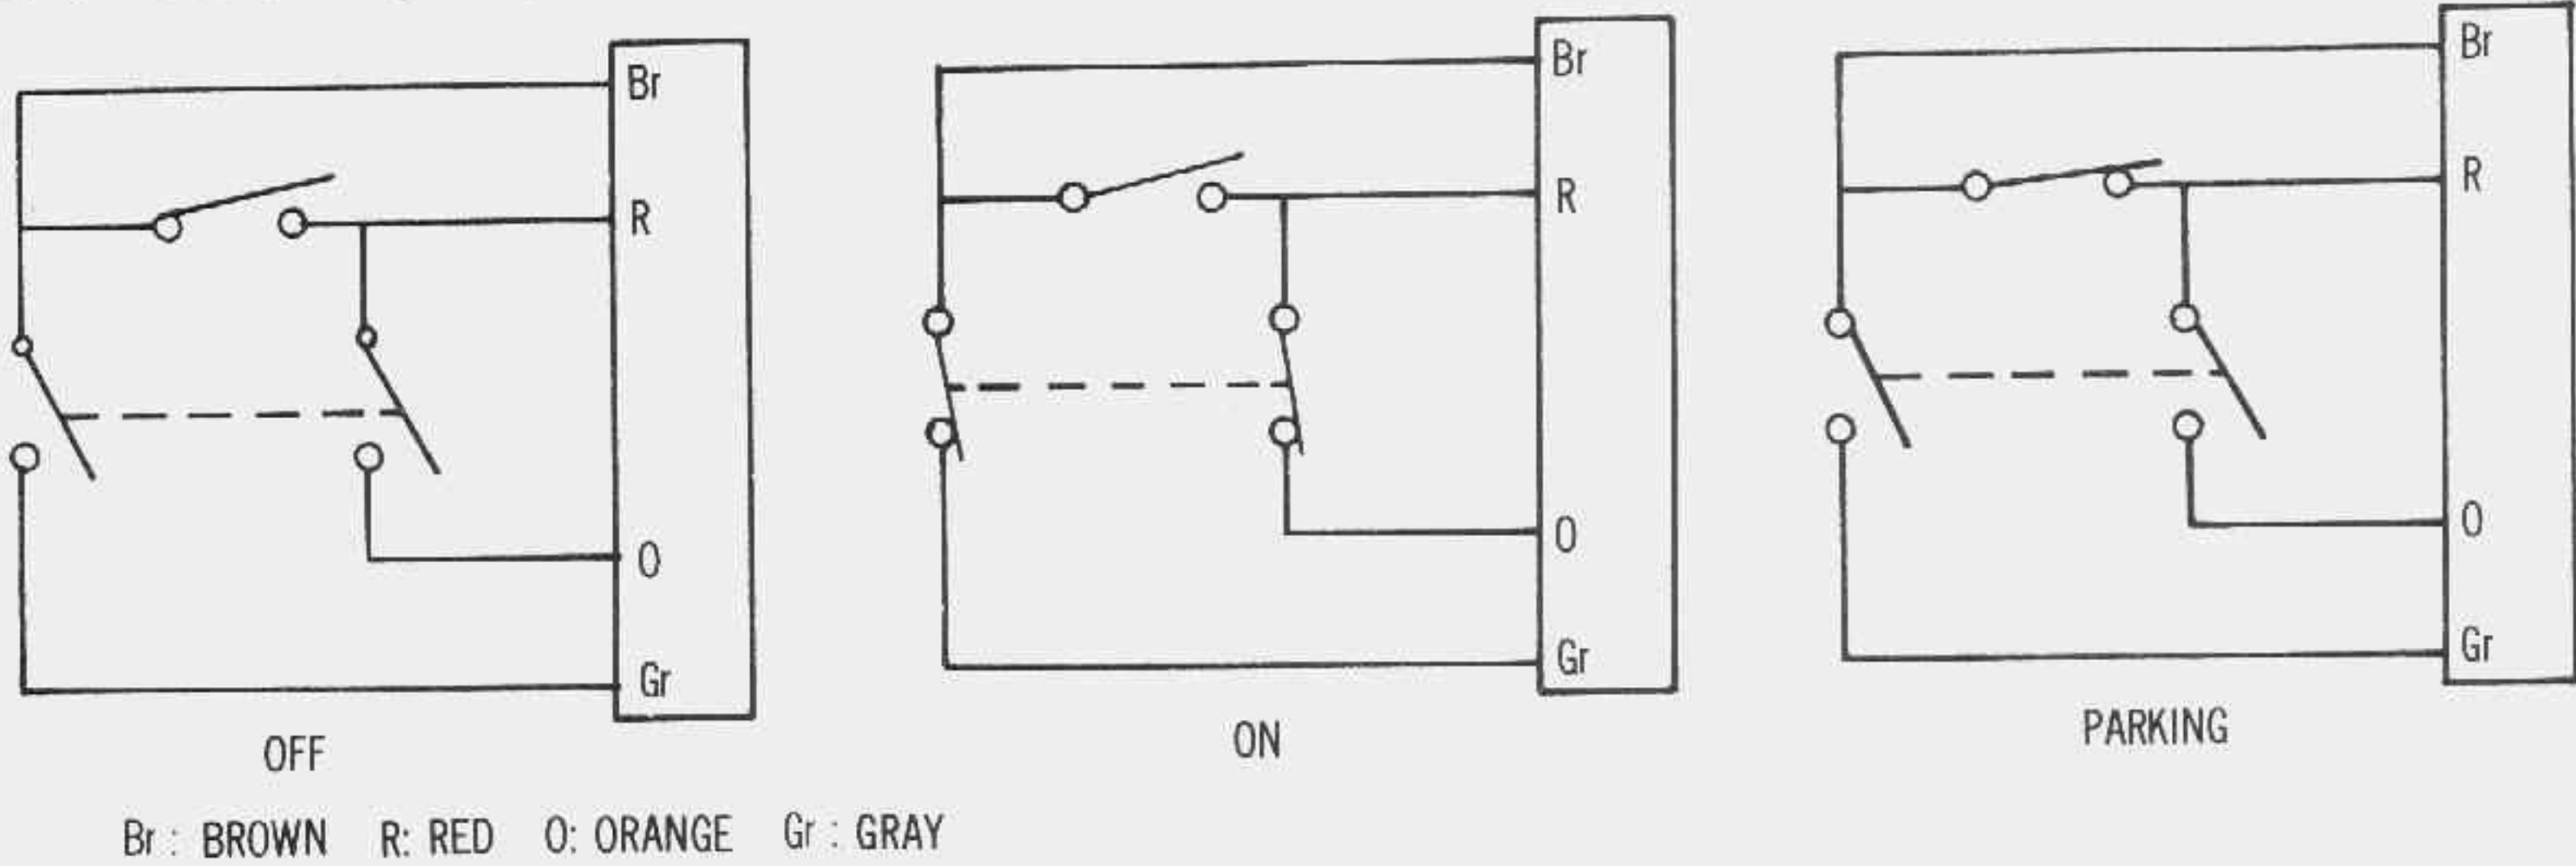 Br
R
O
Gr
OFF
Br
R
O
Gr
ON
Br
R
O
Gr
PARKING
Br : BROWN R: RED O: ORANGE Gr : GRAY